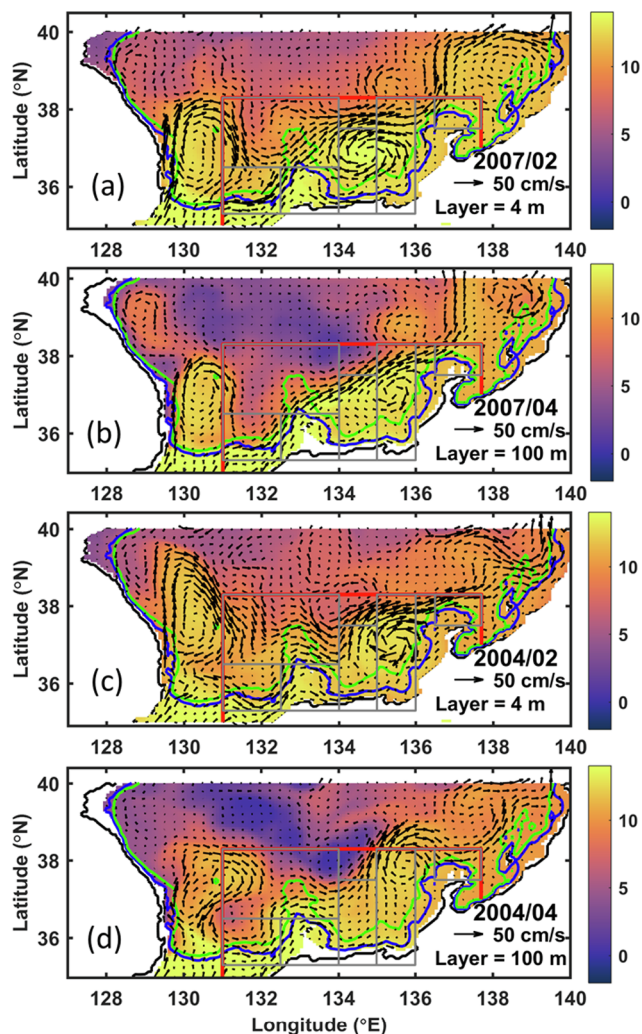 40
38
36
Latitude (°N)
(a)
2007/02
50 cm/s
Layer = 4 m
10
5
0
128 130 132 134 136 138 140
40
38
36
Latitude (°N)
(b)
2007/04
50 cm/s
Layer = 100 m
10
5
0
128 130 132 134 136 138 140
40
38
36
Latitude (°N)
(c)
2004/02
50 cm/s
Layer = 4 m
10
5
0
128 130 132 134 136 138 140
40
38
36
Latitude (°N)
(d)
2004/04
50 cm/s
Layer = 100 m
10
5
0
128 130 132 134 136 138 140
Longitude (°E)